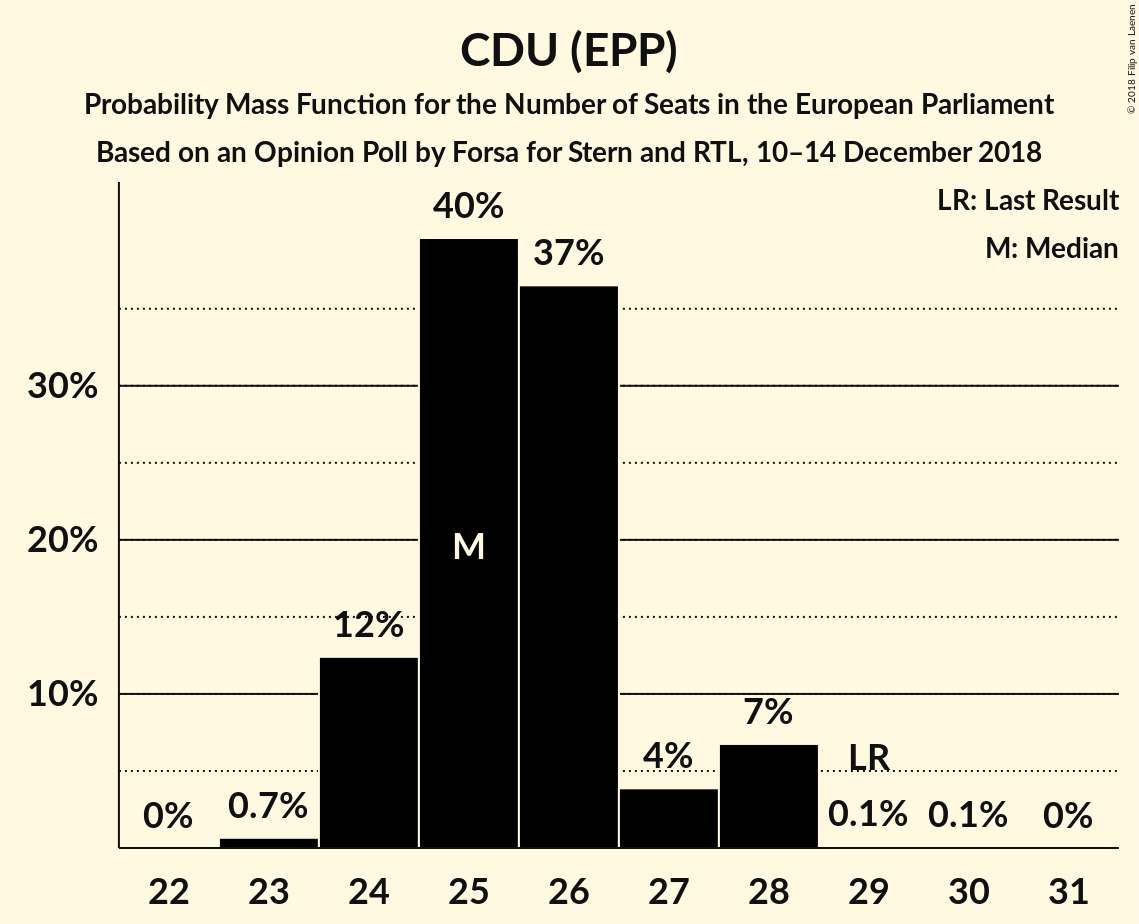 © 2018 Filip van Laenen
CDU (EPP)
Probability Mass Function for the Number of Seats in the European Parliament
Based on an Opinion Poll by Forsa for Stern and RTL, 10–14 December 2018
LR: Last Result
M: Median
40%
37%
30%
20%
M
12%
10%
7%
4%
LR
0%
0.7%
0.1%
0.1%
0%
22 23 24 25 26 27 28 29 30 31